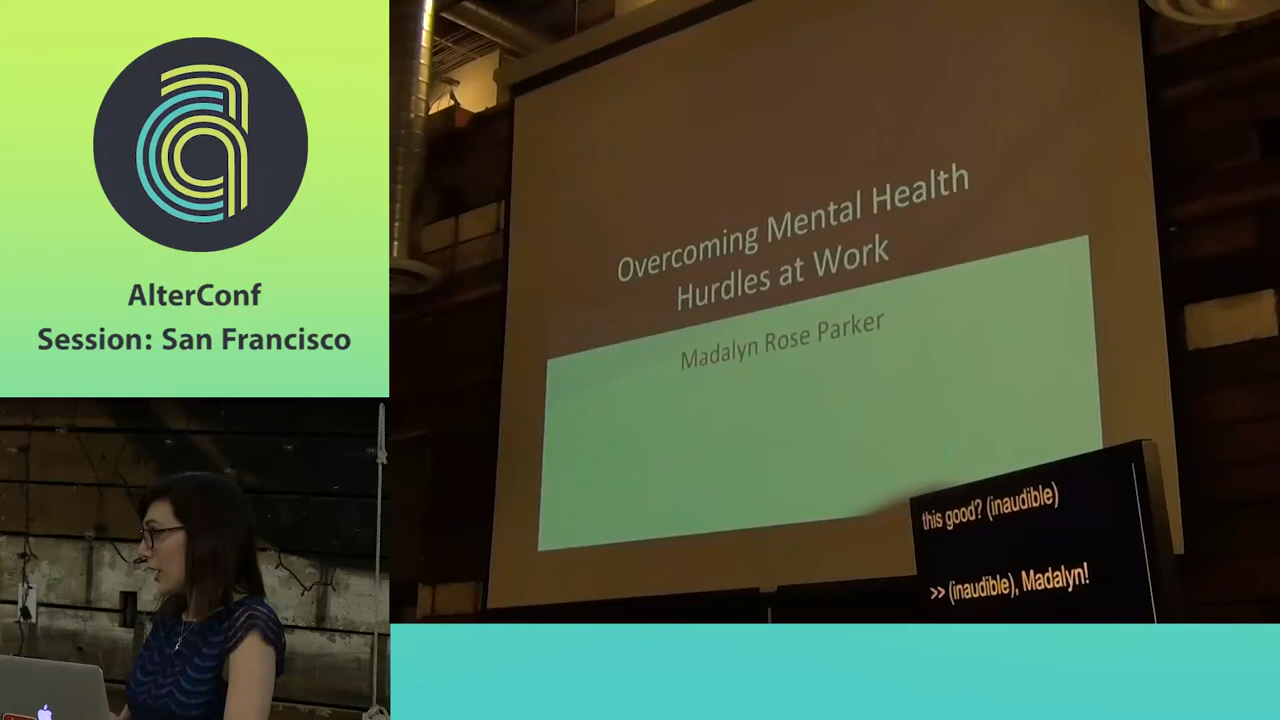 AlterConf
Session: San Francisco
Overcoming Mental Health
Hurdles at Work
Madalyn Rose Parker
this good? (inaudible)
>> (inaudible), Madalyn!